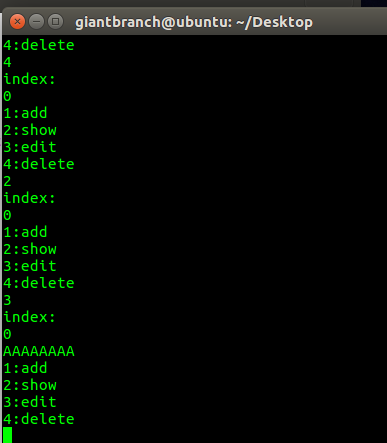 giantbranch@ubuntu: ~/Desktop
4:delete
4
index:
0
1:add
2:show
3:edit
4:delete
2
index:
0
1:add
2:show
3:edit
4:delete
3
index:
0
AAAAAAAA
1:add
2:show
3:edit
4:delete